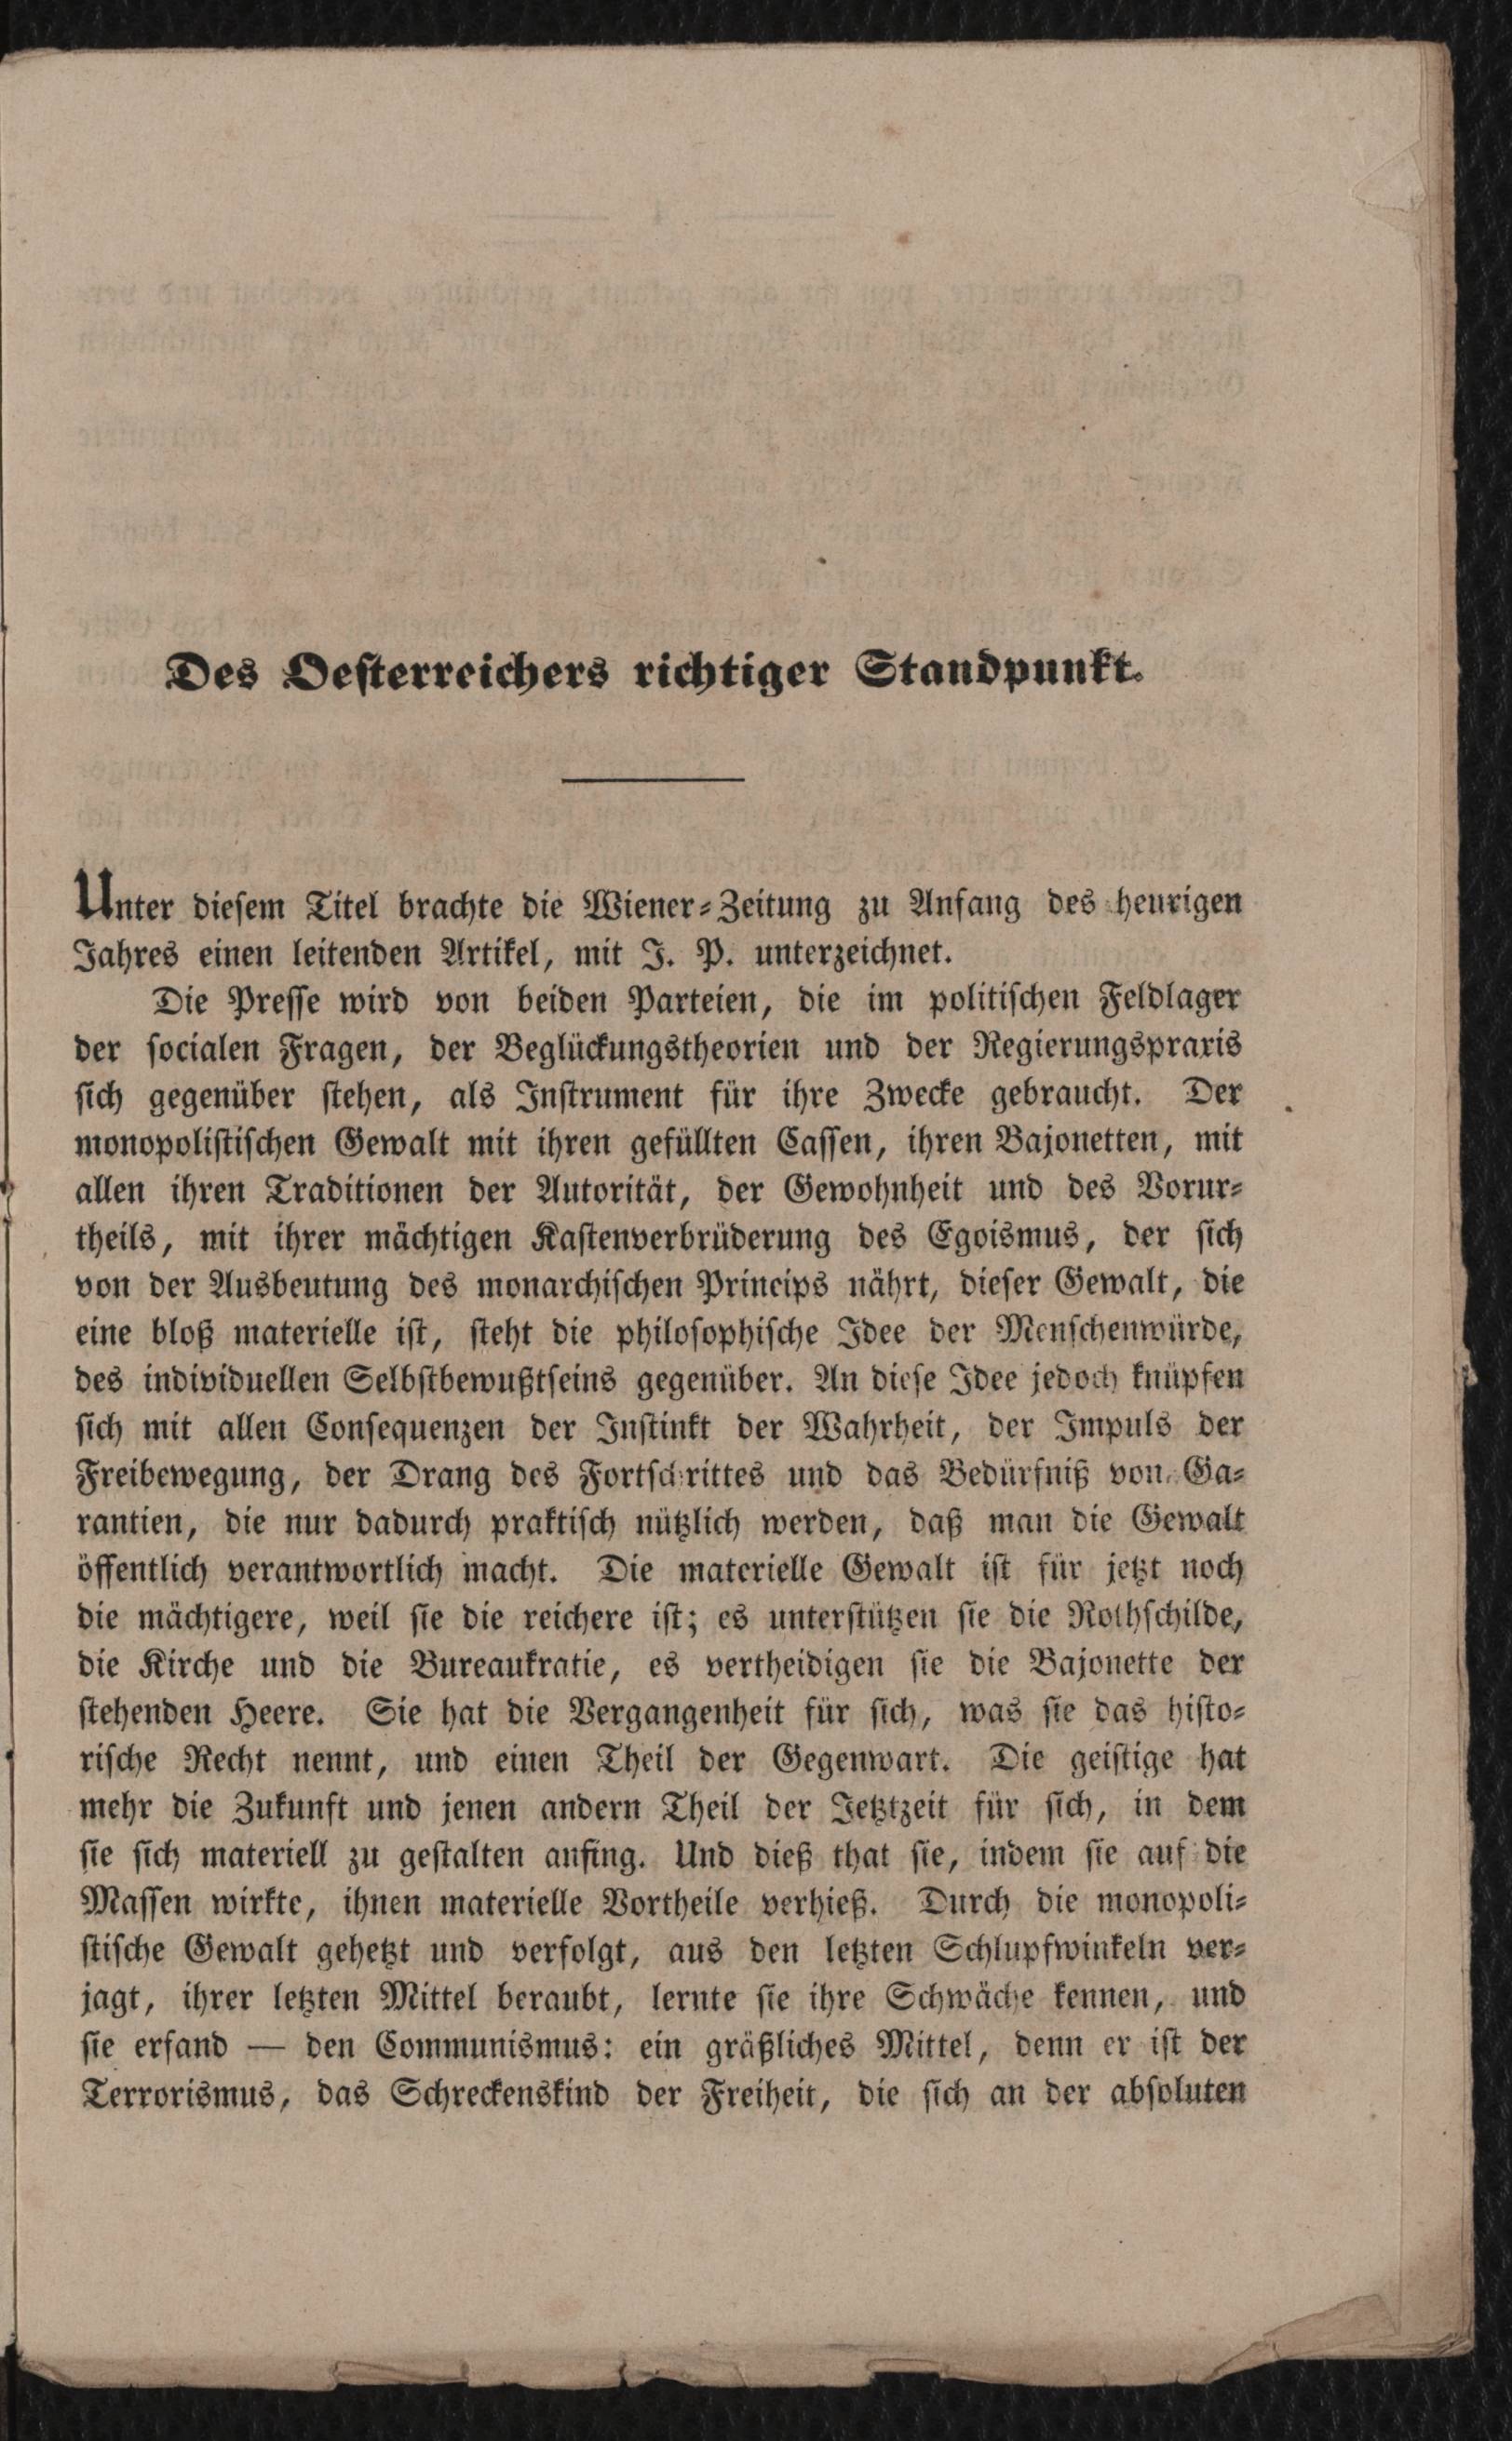 Des Oesterreichers richtiger Standpunkt.
Unter diesem Titel brachte die Wiener-Zeitung zu Anfang des heurigen
Jahres einen leitenden Artikel, mit J. P. unterzeichnet.
Die Presse wird von beiden Parteien, die im politischen Feldlager
der socialen Fragen, der Beglückungstheorien und der Regierungspraxis
sich gegenüber stehen, als Instrument für ihre Zwecke gebraucht. Der
monopolistischen Gewalt mit ihren gefüllten Cassen, ihren Bajonetten, mit
allen ihren Traditionen der Autorität, der Gewohnheit und des Vorur-
theils, mit ihrer mächtigen Kastenverbrüderung des Egoismus, der sich
von der Ausbeutung des monarchischen Princips nährt, dieser Gewalt, die
eine bloß materielle ist, steht die philosophische Idee der Menschenwürde,
des individuellen Selbstbewußtseins gegenüber. An diese Idee jedoch knüpfen
sich mit allen Consequenzen der Instinkt der Wahrheit, der Impuls der
Freibewegung, der Drang des Fortschrittes und das Bedürfniß von Ga-
rantien, die nur dadurch praktisch nützlich werden, daß man die Gewalt
öffentlich verantwortlich macht. Die materielle Gewalt ist für jetzt noch
die mächtigere, weil sie die reichere ist; es unterstützen sie die Rothschilde,
die Kirche und die Bureaukratie, es vertheidigen sie die Bajonette der
stehenden Heere. Sie hat die Vergangenheit für sich, was sie das histo-
rische Recht nennt, und einen Theil der Gegenwart. Die geistige hat
mehr die Zukunft und jenen andern Theil der Jetztzeit für sich, in dem
sie sich materiell zu gestalten anfing. Und dieß that sie, indem sie auf die
Massen wirkte, ihnen materielle Vortheile verhieß. Durch die monopoli-
stische Gewalt gehetzt und verfolgt, aus den letzten Schlupfwinkeln ver-
jagt, ihrer letzten Mittel beraubt, lernte sie ihre Schwäche kennen, und
sie erfand — den Communismus: ein gräßliches Mittel, denn er ist der
Terrorismus, das Schreckenskind der Freiheit, die sich an der absoluten